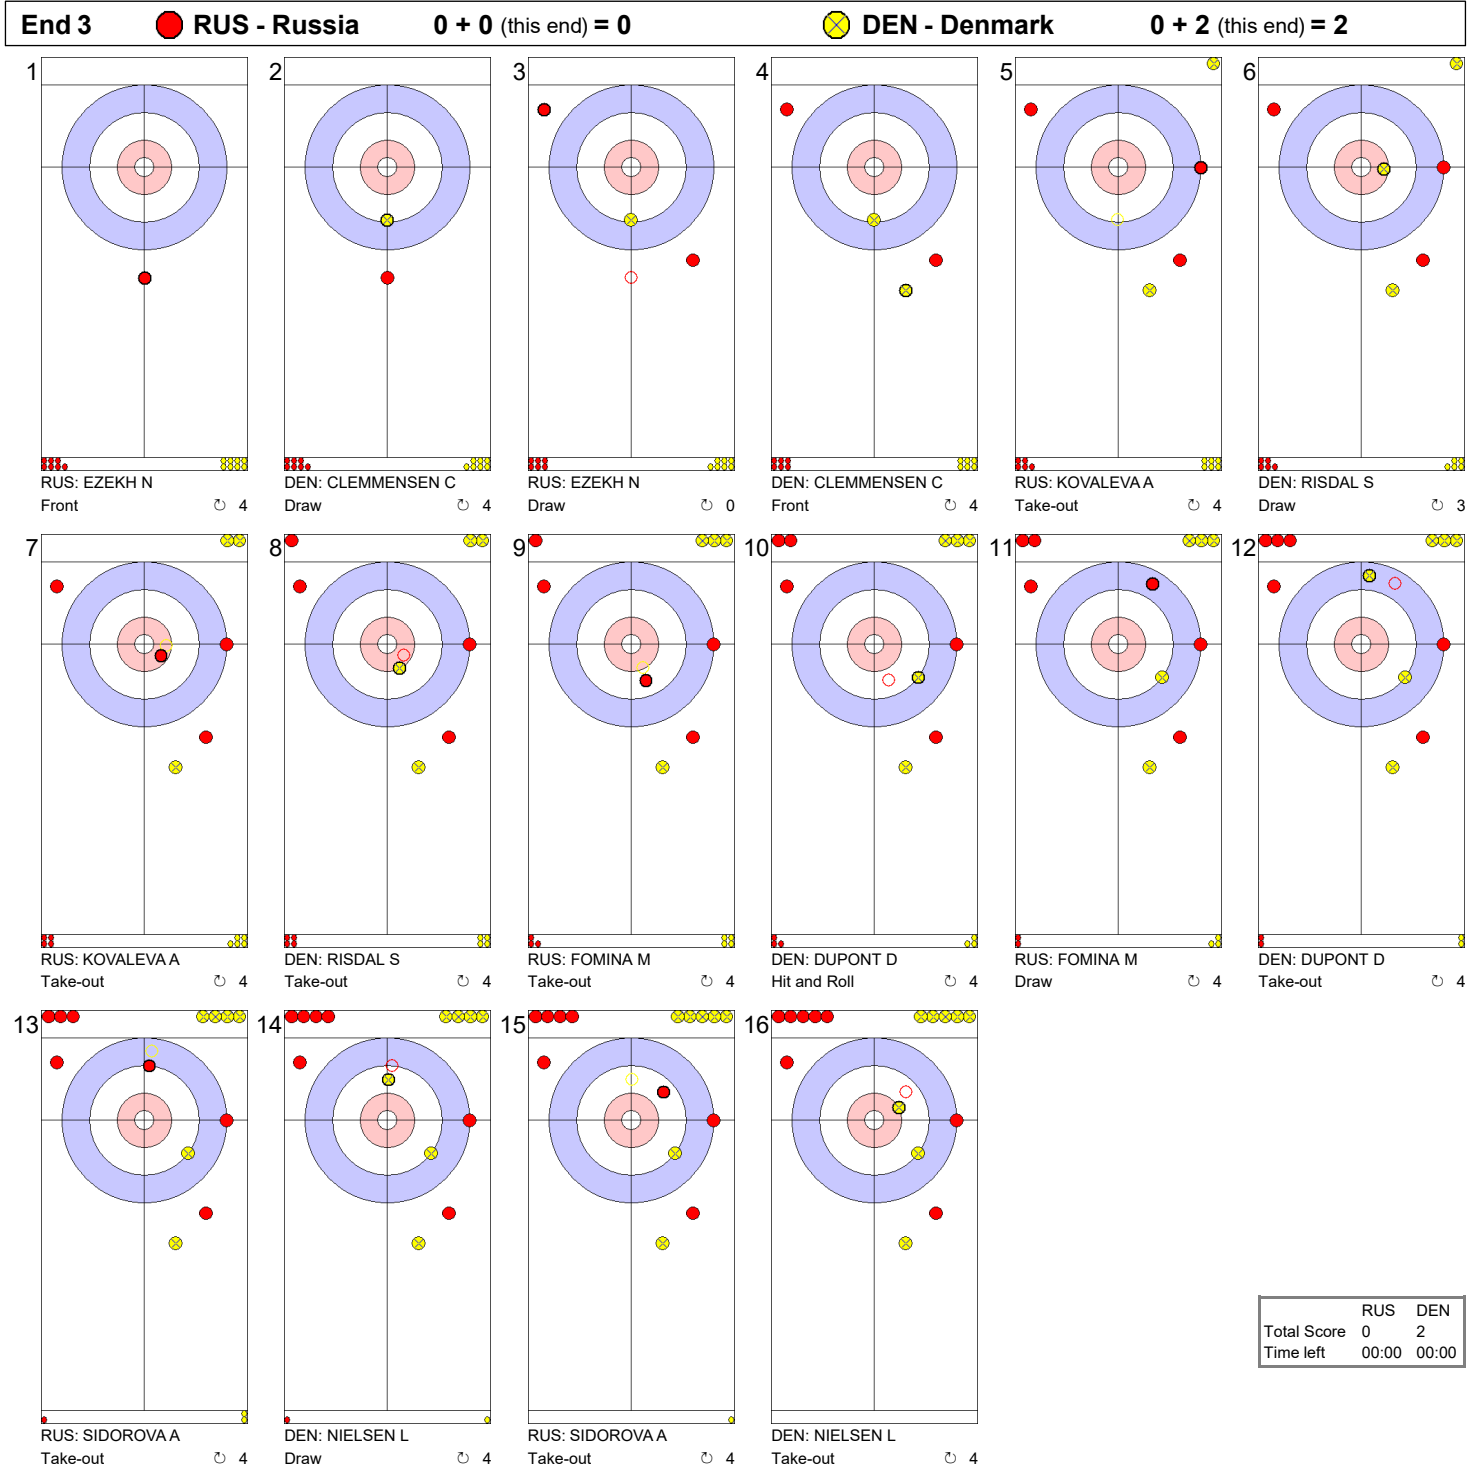 End 3 RUS - Russia 0 + 0 (this end) = 0 DEN - Denmark 0 + 2 (this end) = 2
1 2 3 4 5 6
RUS: EZEKH N DEN: CLEMMENSEN C RUS: EZEKH N DEN: CLEMMENSEN C RUS: KOVALEVA A DEN: RISDAL S
Front ↻ 4 Draw ↻ 4 Draw ↻ 0 Front ↻ 4 Take-out ↻ 4 Draw ↻ 3
7 8 9 10 11 12
RUS: KOVALEVA A DEN: RISDAL S RUS: FOMINA M DEN: DUPONT D RUS: FOMINA M DEN: DUPONT D
Take-out ↻ 4 Take-out ↻ 4 Take-out ↻ 4 Hit and Roll ↻ 4 Draw ↻ 4 Take-out ↻ 4
13 14 15 16
RUS DEN
Total Score 0 2
Time left 00:00 00:00
RUS: SIDOROVA A DEN: NIELSEN L RUS: SIDOROVA A DEN: NIELSEN L
Take-out ↻ 4 Draw ↻ 4 Take-out ↻ 4 Take-out ↻ 4